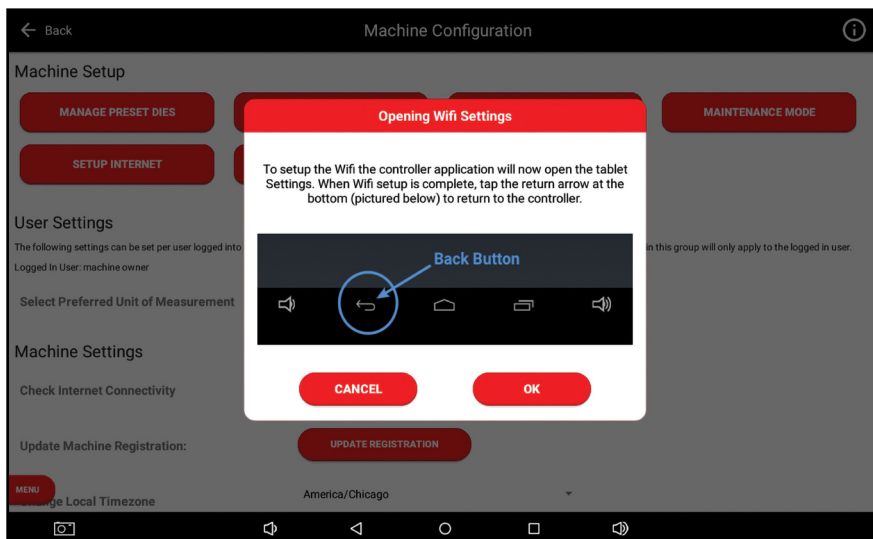 Back
Machine Configuration
Machine Setup
MANAGE PRESET DIES
MAINTENANCE MODE
SETUP INTERNET
Opening Wifi Settings
To setup the Wifi the controller application will now open the tablet
Settings. When Wifi setup is complete, tap the return arrow at the
bottom (pictured below) to return to the controller.
Back Button
CANCEL
OK
User Settings
The following settings can be set per user logged into
in this group will only apply to the logged in user.
Logged In User: machine owner
Select Preferred Unit of Measurement
Machine Settings
Check Internet Connectivity
Update Machine Registration:
UPDATE REGISTRATION
MENU
Local Timezone
America/Chicago